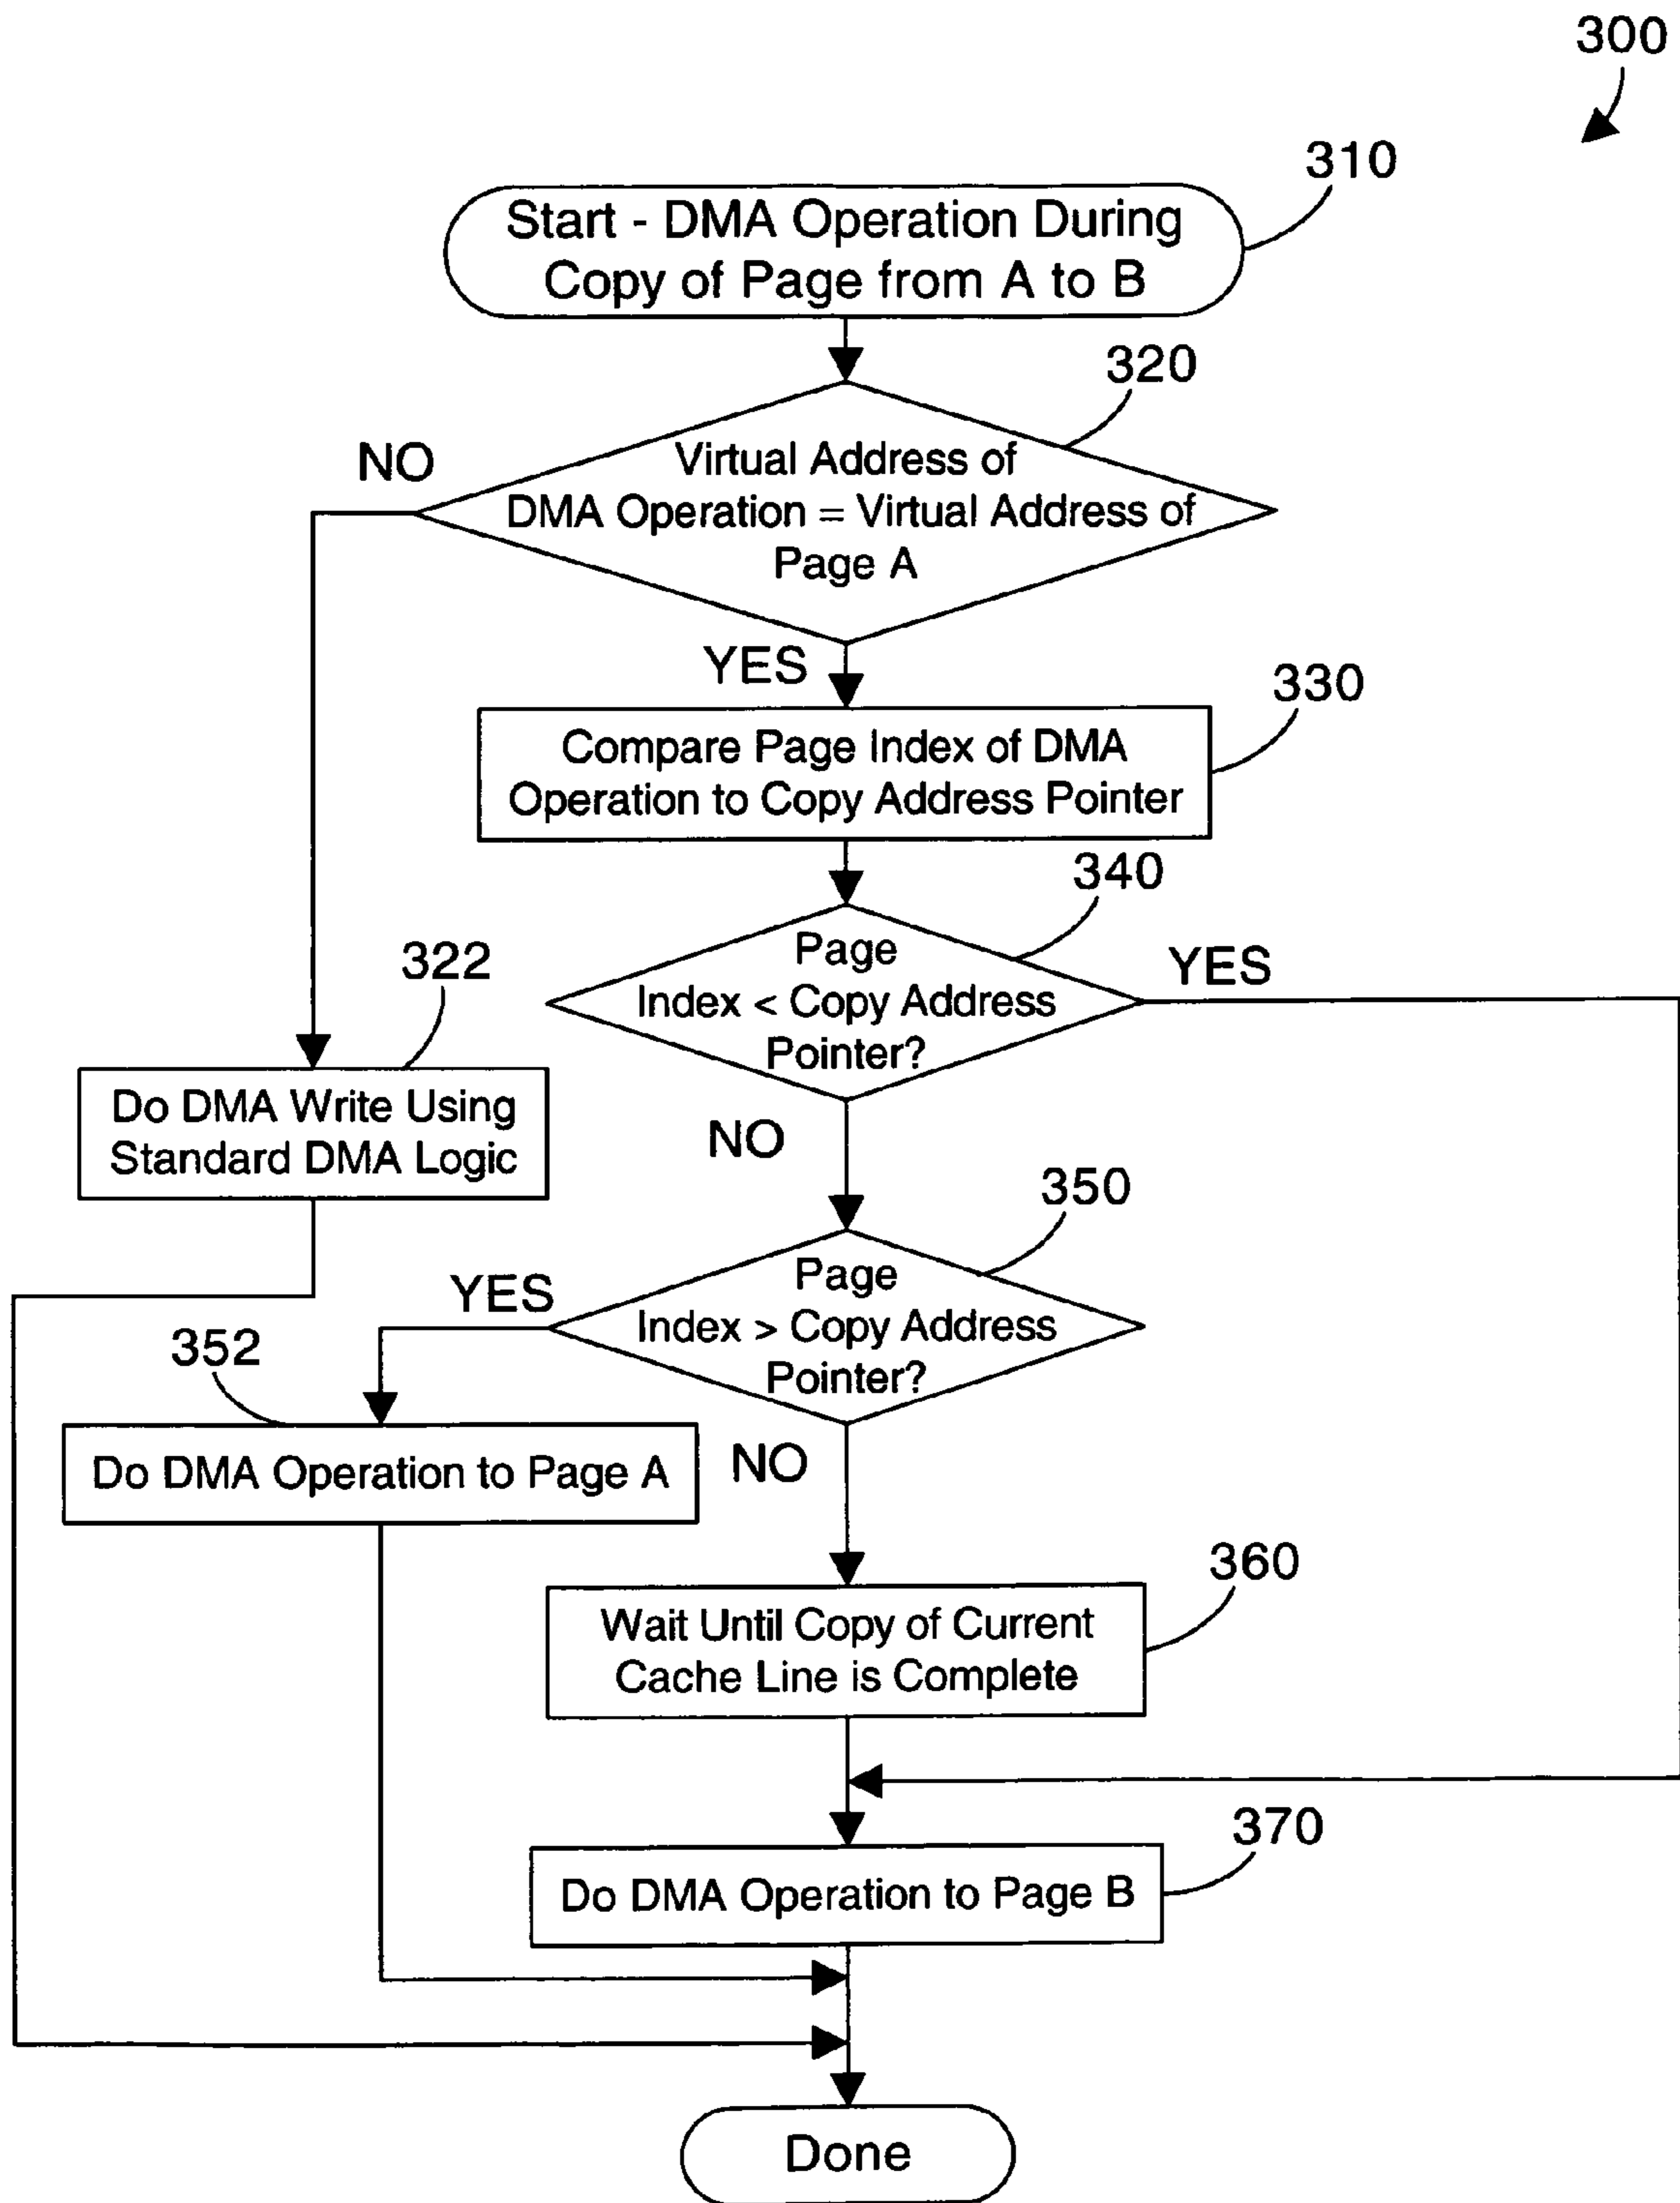 300
310
Start - DMA Operation During
Copy of Page from A to B
320
NO
Virtual Address of
DMA Operation = Virtual Address of
Page A
YES
330
Compare Page Index of DMA
Operation to Copy Address Pointer
340
Page
Index < Copy Address
Pointer?
YES
322
Do DMA Write Using
Standard DMA Logic
NO
350
Page
Index > Copy Address
Pointer?
YES
352
Do DMA Operation to Page A
NO
360
Wait Until Copy of Current
Cache Line is Complete
370
Do DMA Operation to Page B
Done